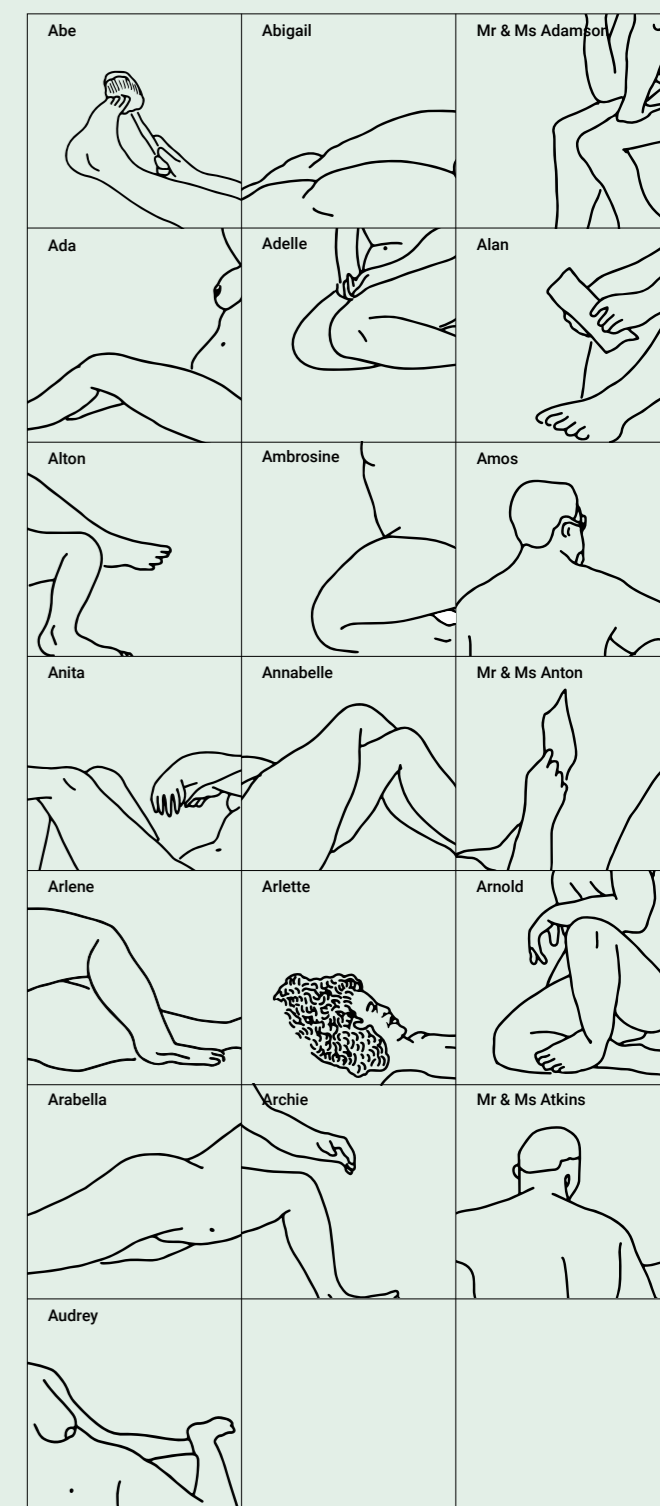 Abe
Abigail
Mr & Ms Adamson
Ada
Adelle
Alan
Alton
Ambrosine
Amos
Anita
Annabelle
Mr & Ms Anton
Arlene
Arlette
Arnold
Arabella
Archie
Mr & Ms Atkins
Audrey